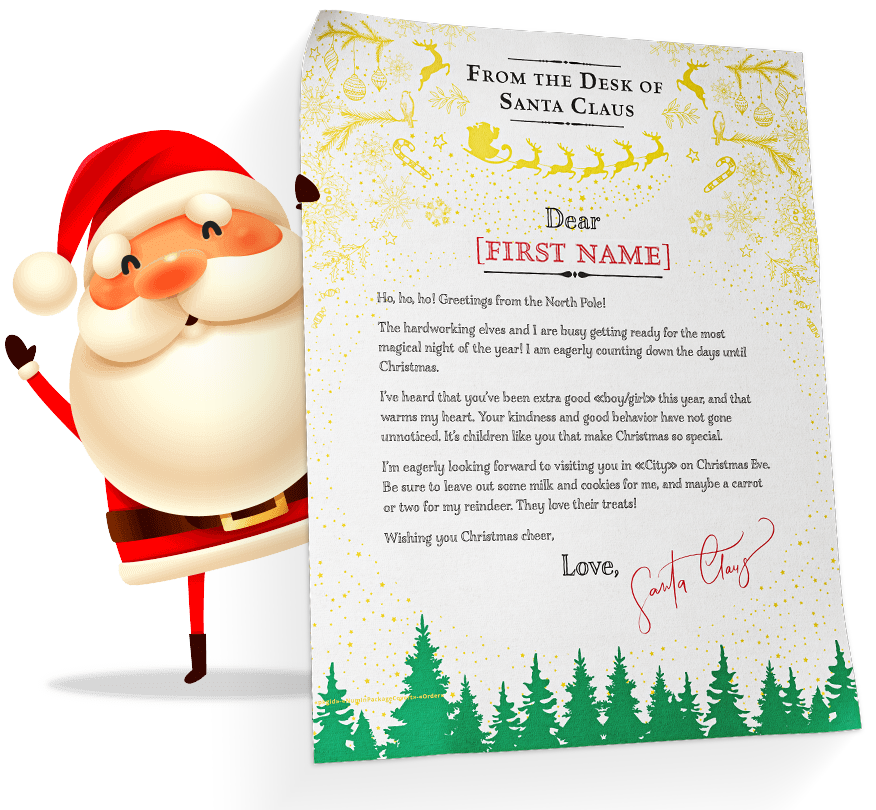 From the Desk of
Santa Claus
Dear
[FIRST NAME]
Ho, ho, ho! Greetings from the North Pole!
The hardworking elves and I are busy getting ready for the most
magical night of the year! I am eagerly counting down the days until
Christmas.
I've heard that you've been extra good «boy/girl» this year, and that
warms my heart. Your kindness and good behavior have not gone
unnoticed. It's children like you that make Christmas so special.
I'm eagerly looking forward to visiting you in «City» on Christmas Eve.
Be sure to leave out some milk and cookies for me, and maybe a carrot
or two for my reindeer. They love their treats!
Wishing you Christmas cheer,
Love,
Santa Claus